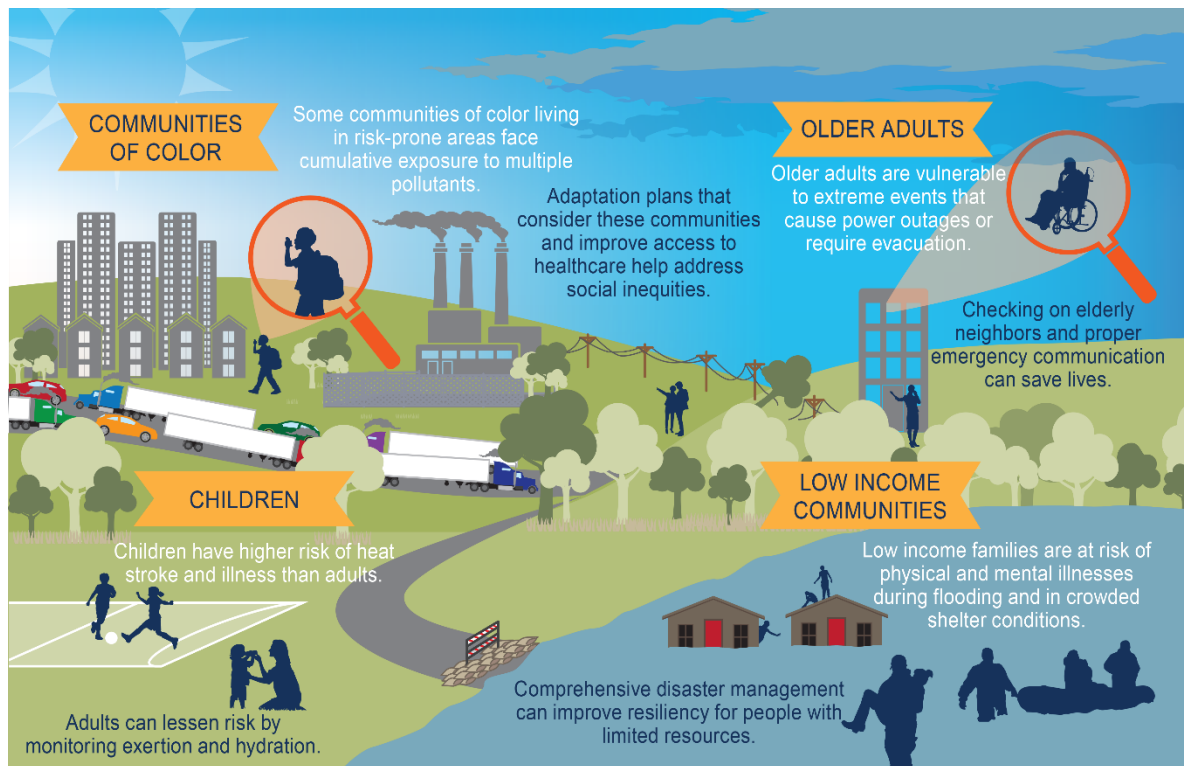 COMMUNITIES
OF COLOR
Some communities of color living
in risk-prone areas face
cumulative exposure to multiple
pollutants.
Adaptation plans that
consider these communities
and improve access to
healthcare help address
social inequities.
OLDER ADULTS
Older adults are vulnerable
to extreme events that
cause power outages or
require evacuation.
Checking on elderly
neighbors and proper
emergency communication
can save lives.
CHILDREN
Children have higher risk of heat
stroke and illness than adults.
Adults can lessen risk by
monitoring exertion and hydration.
LOW INCOME
COMMUNITIES
Low income families are at risk of
physical and mental illnesses
during flooding and in crowded
shelter conditions.
Comprehensive disaster management
can improve resiliency for people with
limited resources.